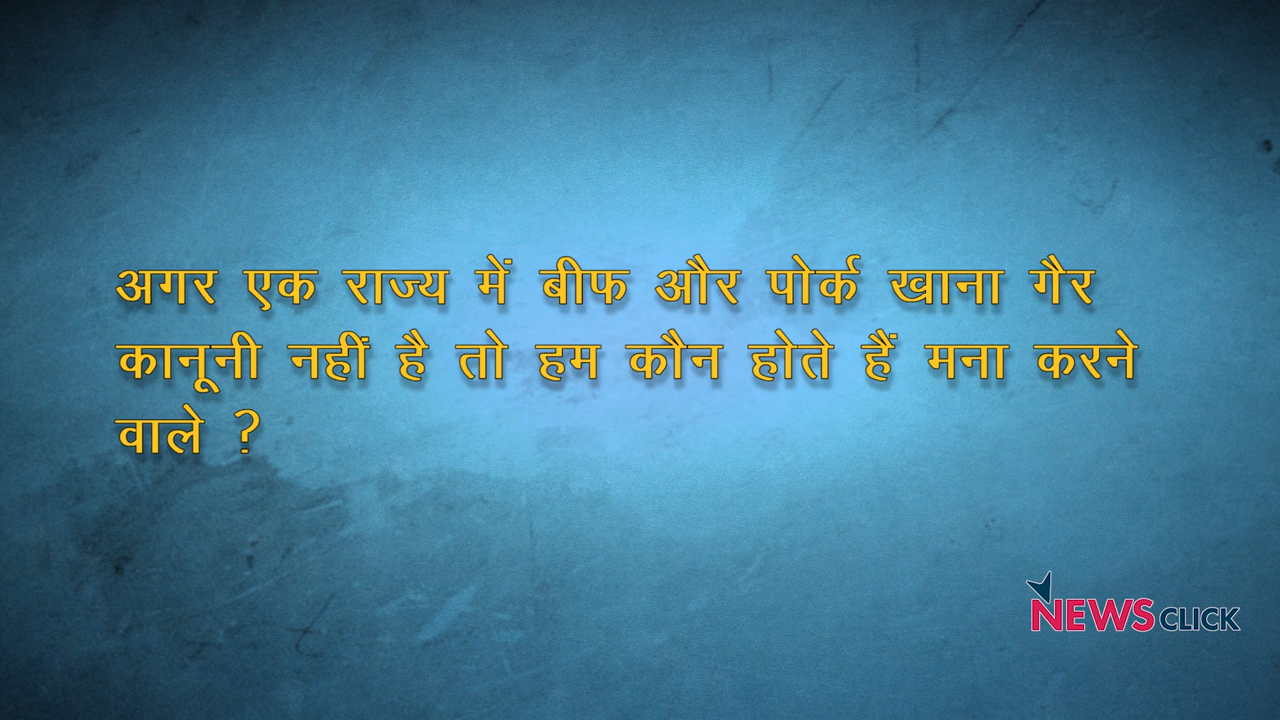 अगर एक राज्य में बीफ और पोर्क खाना गैर
कानूनी नहीं है तो हम कौन होते हैं मना करने
वाले ?
NEWSCLICK